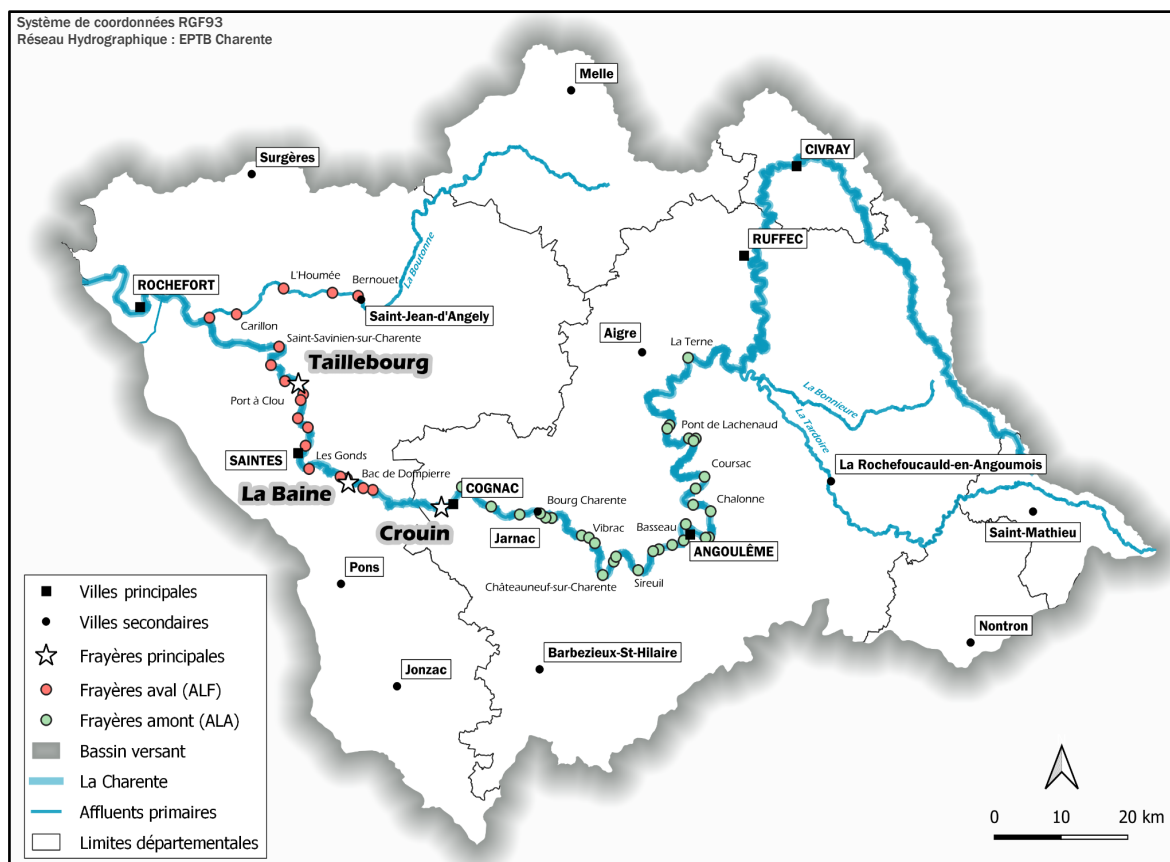 Système de coordonnées RGF93
Réseau Hydrographique : EPTB Charente
Melle
Surgères
CIVRAY
La Boutonne
RUFFEC
ROCHEFORT
L'Houmée
Bernouet
Saint-Jean-d'Angely
Carillon
Saint-Savinien-sur-Charente
Taillebourg
Aigre
La Terne
Port à Clou
La Bonnieure
La Tardoire
Pont de Lachenaud
SAINTES
Les Gonds
La Baine
Bac de Dompierre
Coursac
La Rochefoucauld-en-Angoumois
COGNAC
Crouin
Bourg Charente
Chalonne
Jarnac
Vibrac
Basseau
ANGOULÊME
Saint-Mathieu
Pons
Châteauneuf-sur-Charente
Sireuil
Nontron
Barbezieux-St-Hilaire
Jonzac
Villes principales
Villes secondaires
Frayères principales
Frayères aval (ALF)
Frayères amont (ALA)
Bassin versant
La Charente
Affluents primaires
Limites départementales
0 10 20 km